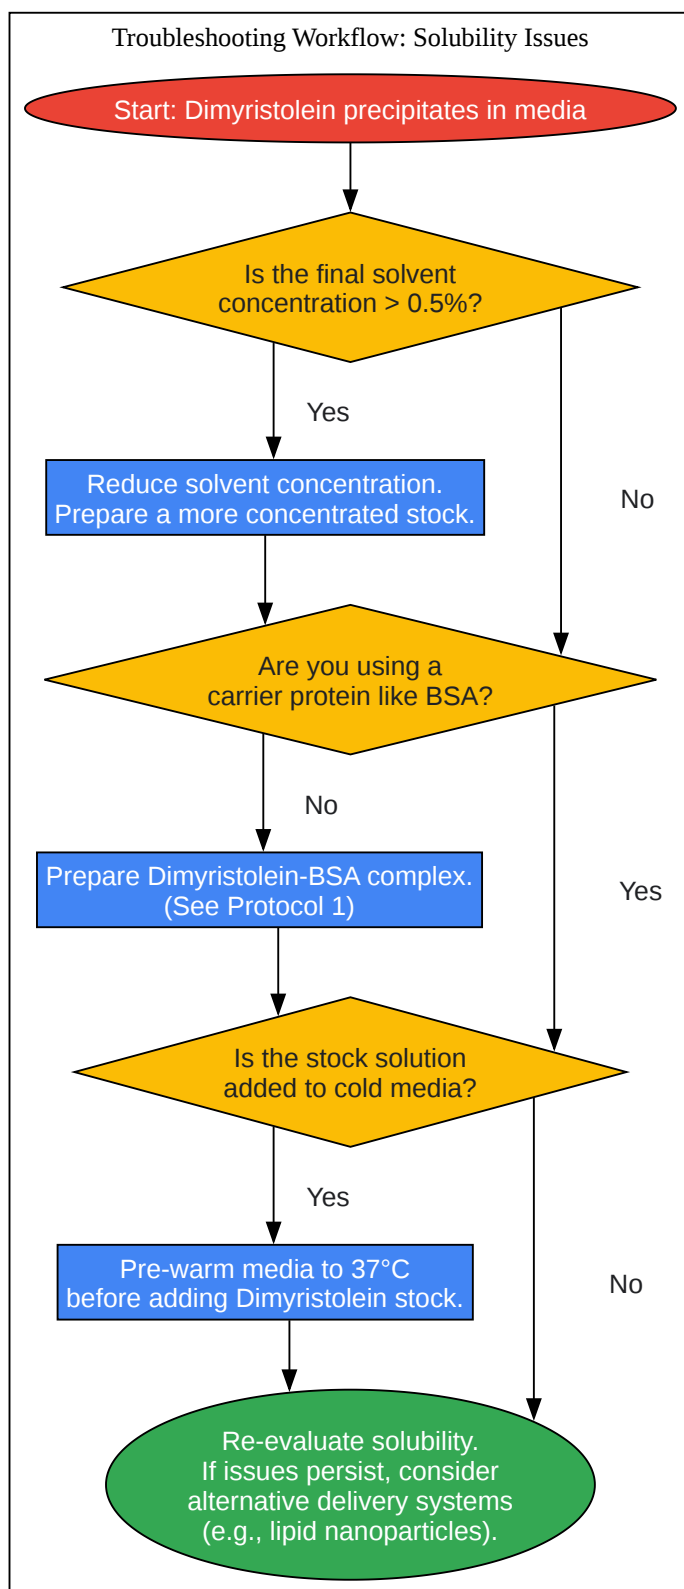 Troubleshooting Workflow: Solubility Issues
Start: Dimyristolein precipitates in media
Is the final solvent
concentration > 0.5%?
Yes
Reduce solvent concentration.
Prepare a more concentrated stock.
No
Are you using a
carrier protein like BSA?
No
Prepare Dimyristolein-BSA complex.
(See Protocol 1)
Yes
Is the stock solution
added to cold media?
Yes
Pre-warm media to 37°C
before adding Dimyristolein stock.
No
Re-evaluate solubility.
If issues persist, consider
alternative delivery systems
(e.g., lipid nanoparticles).